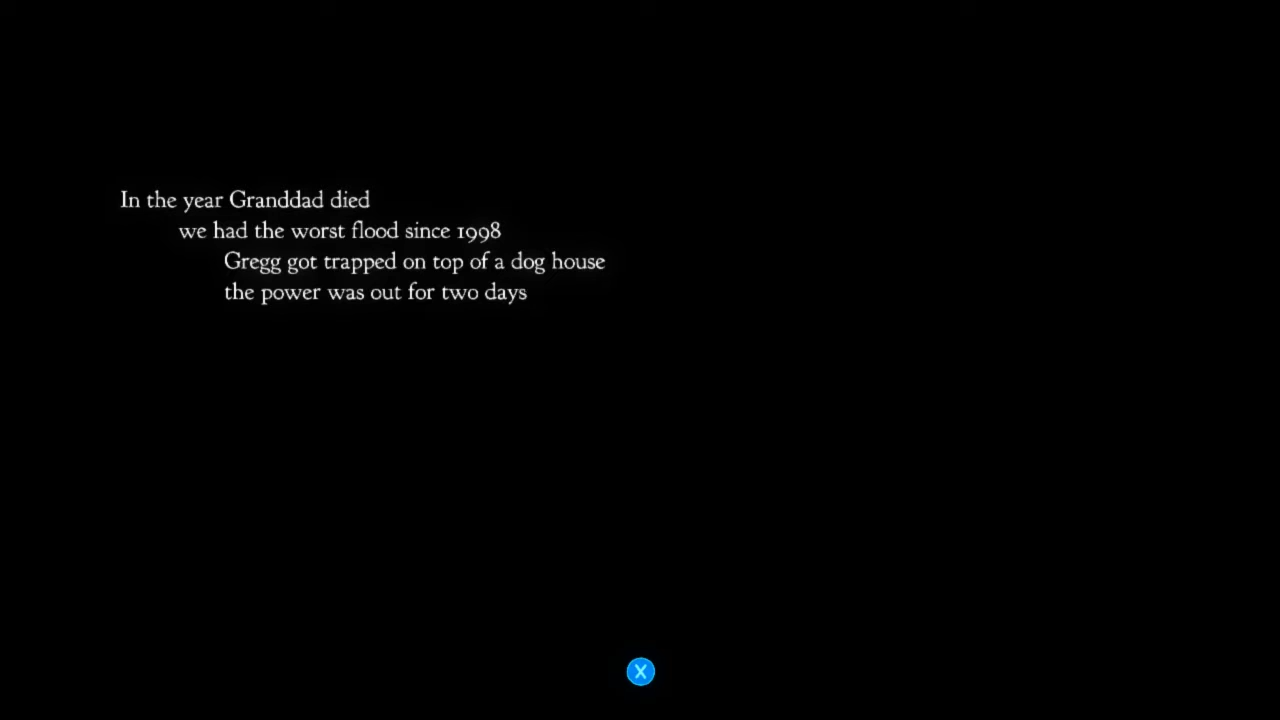 In the year Granddad died
we had the worst flood since 1998
Gregg got trapped on top of a dog house
the power was out for two days
X